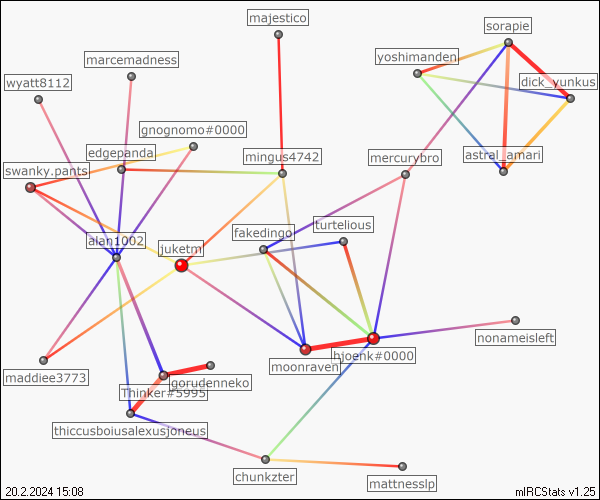 majestico
sorapie
yoshimanden
marcemadness
wyatt8112
dick_yunkus
gnognomo#0000
edgepanda
mingus4742
mercurybro
astral_amari
swanky.pants
turtelious
fakedingo
alan1002
juketm
nonameisleft
hjoenk#0000
moonraven
maddiee3773
gorudenneko
Thinker#5995
thiccusboiusalexusjoneus
chunkzter
mattnesslp
20.2.2024 15:08
mIRCStats v1.25